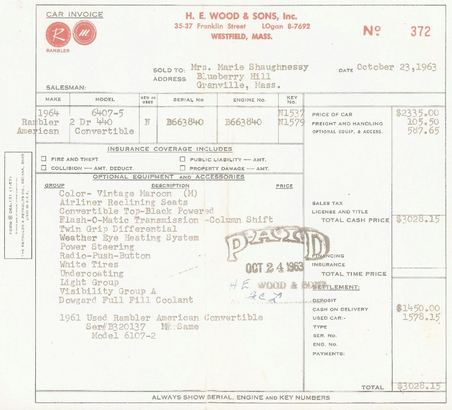 CAR INVOICE
R M
RAMBLER
H. E. WOOD & SONS, Inc.
35-37 Franklin Street LOgan 8-7692
WESTFIELD, MASS.
No 372
SALESMAN:
SOLD TO: Mrs. Marie Shaughnessy DATE October 23,1963
ADDRESS Blueberry Hill
Granville, Mass.
MAKE MODEL NEW OR USED SERIAL No ENGINE No. KEY No
1964 6407-5 N1537
Rambler 2 Dr 440 N B663840 B663840 N1579
American Convertible
PRICE OF CAR $2335.00
FREIGHT AND HANDLING 105.50
OPTIONAL EQUIP. & ACCESS. 587.65
INSURANCE COVERAGE INCLUDES
FIRE AND THEFT PUBLIC LIABILITY — AMT.
COLLISION — AMT. DEDUCT. PROPERTY DAMAGE — AMT.
OPTIONAL EQUIPMENT AND ACCESSORIES
GROUP DESCRIPTION PRICE
Color- Vintage Maroon (M)
Airliner Reclining Seats
Convertible Top-Black Powered
Flash-O-Matic Transmission -Column Shift
Twin Grip Differential
Weather Eye Heating System
Power Steering
Radio-Push-Button
White Tires
Undercoating
Light Group
Visibility Group A
Dowgard Full Fill Coolant
1961 Used Rambler American Convertible
Ser#B320137 M# Same
Model 6107-2
SALES TAX
LICENSE AND TITLE
TOTAL CASH PRICE $3028.15
PAID
OCT 24 1963
H. E. WOOD & SONS
FINANCING
INSURANCE
TOTAL TIME PRICE
SETTLEMENT:
DEPOSIT
CASH ON DELIVERY $1450.00
USED CAR:- 1578.15
TYPE
SER. No.
ENG. No.
PAYMENTS:
TOTAL $3028.15
ALWAYS SHOW SERIAL, ENGINE AND KEY NUMBERS